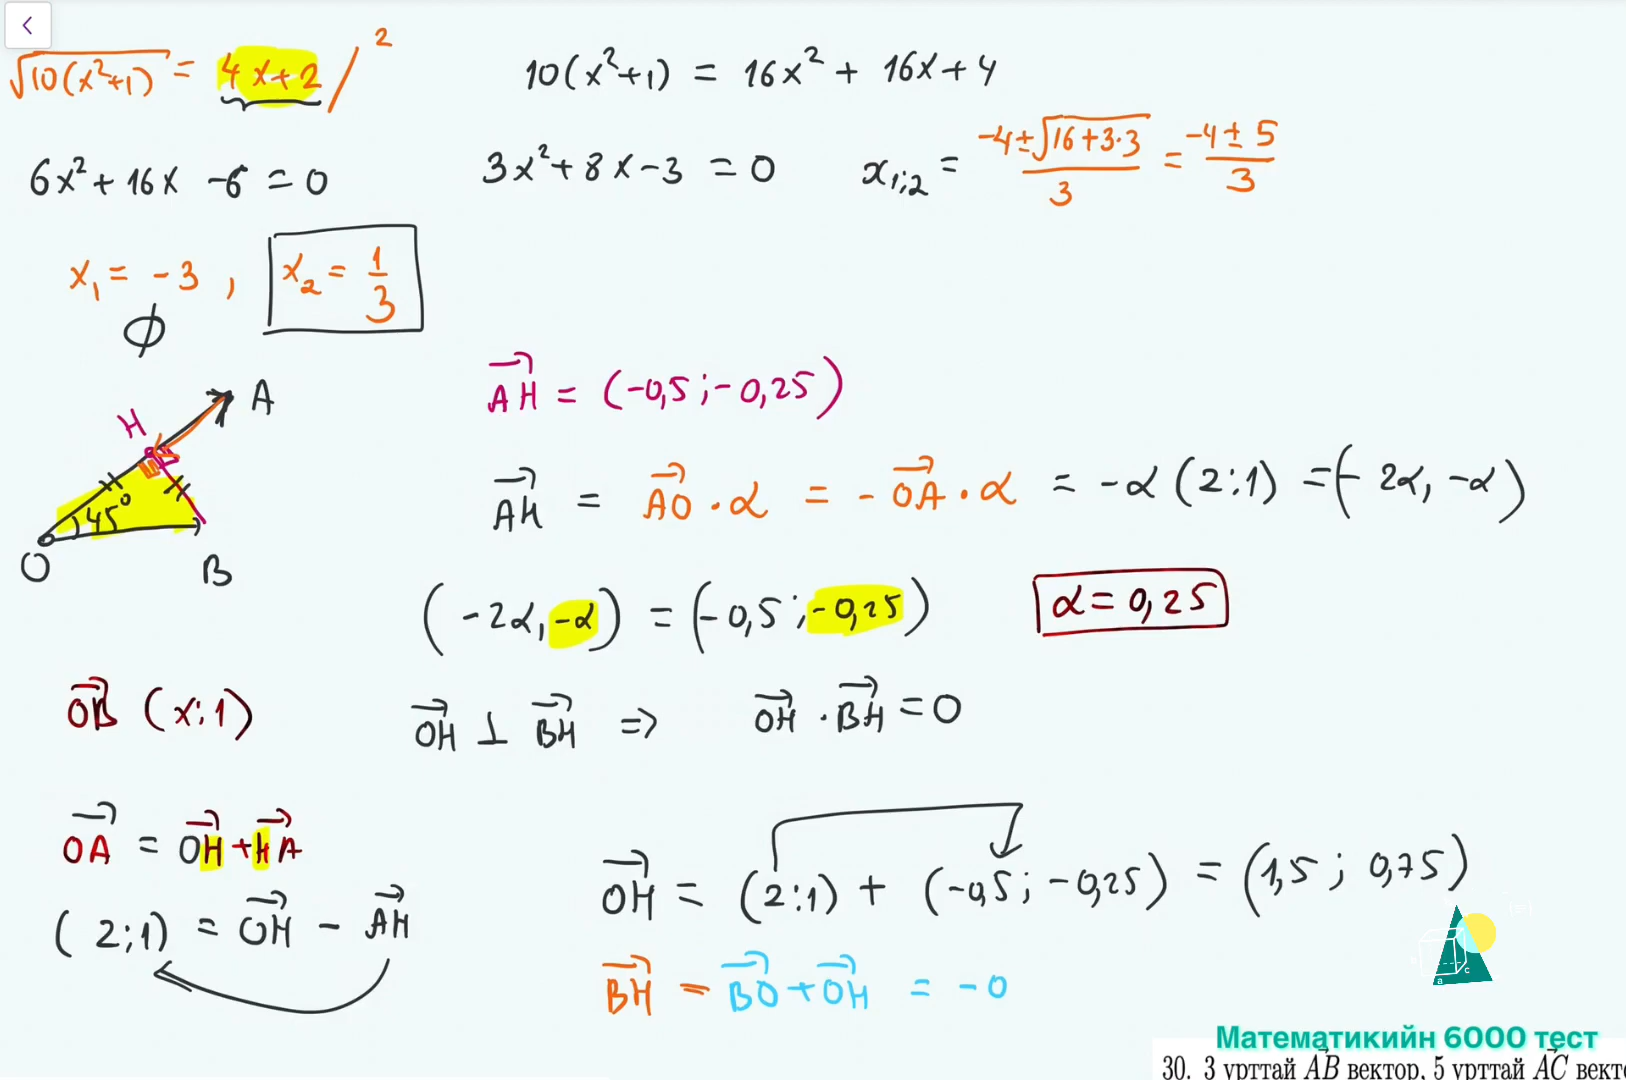 √10(x²+1) = 4x+2 /²
10(x²+1) = 16x² + 16x+4
6x²+16x -6 =0
3x²+8x-3 =0
x₁;₂ = (-4±√16+3·3)/3 = (-4±5)/3
x₁ = -3 , x₂ = 1/3
ϕ
A
H
45°
O
B
AH = (-0,5;-0,25)
AH = AO·α = -OA·α = -α(2:1) =(- 2α, -α)
(-2α,-α) = (-0,5;-0,25)
α= 0,25
OB (x:1)
OH ⊥ BH ⇒ OH·BH =0
OA = OH+HA
OH = (2:1) + (-0,5; -0,25) = (1,5; 0,75)
(2;1) = OH - AH
BH = BO+OH = -O
Математикийн 6000 тест
30. 3 урттай AB вектор, 5 урттай AC